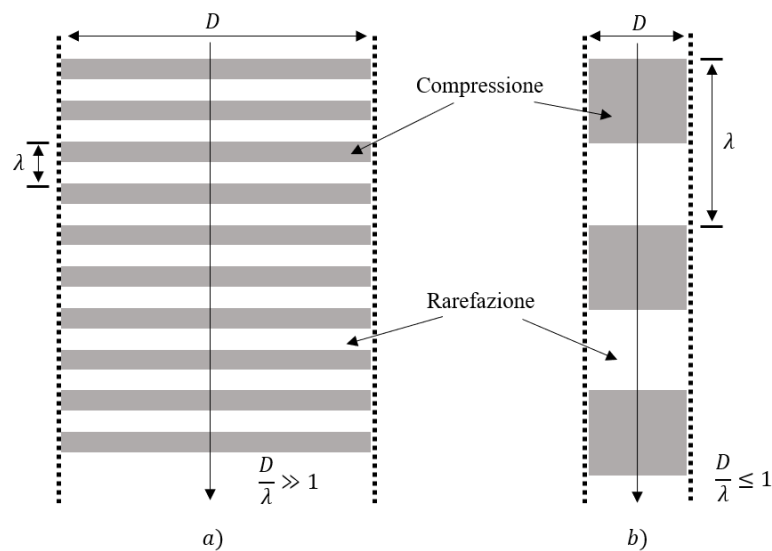 D
D
Compressione
λ
λ
Rarefazione
D/λ ≫ 1
D/λ ≤ 1
a)
b)